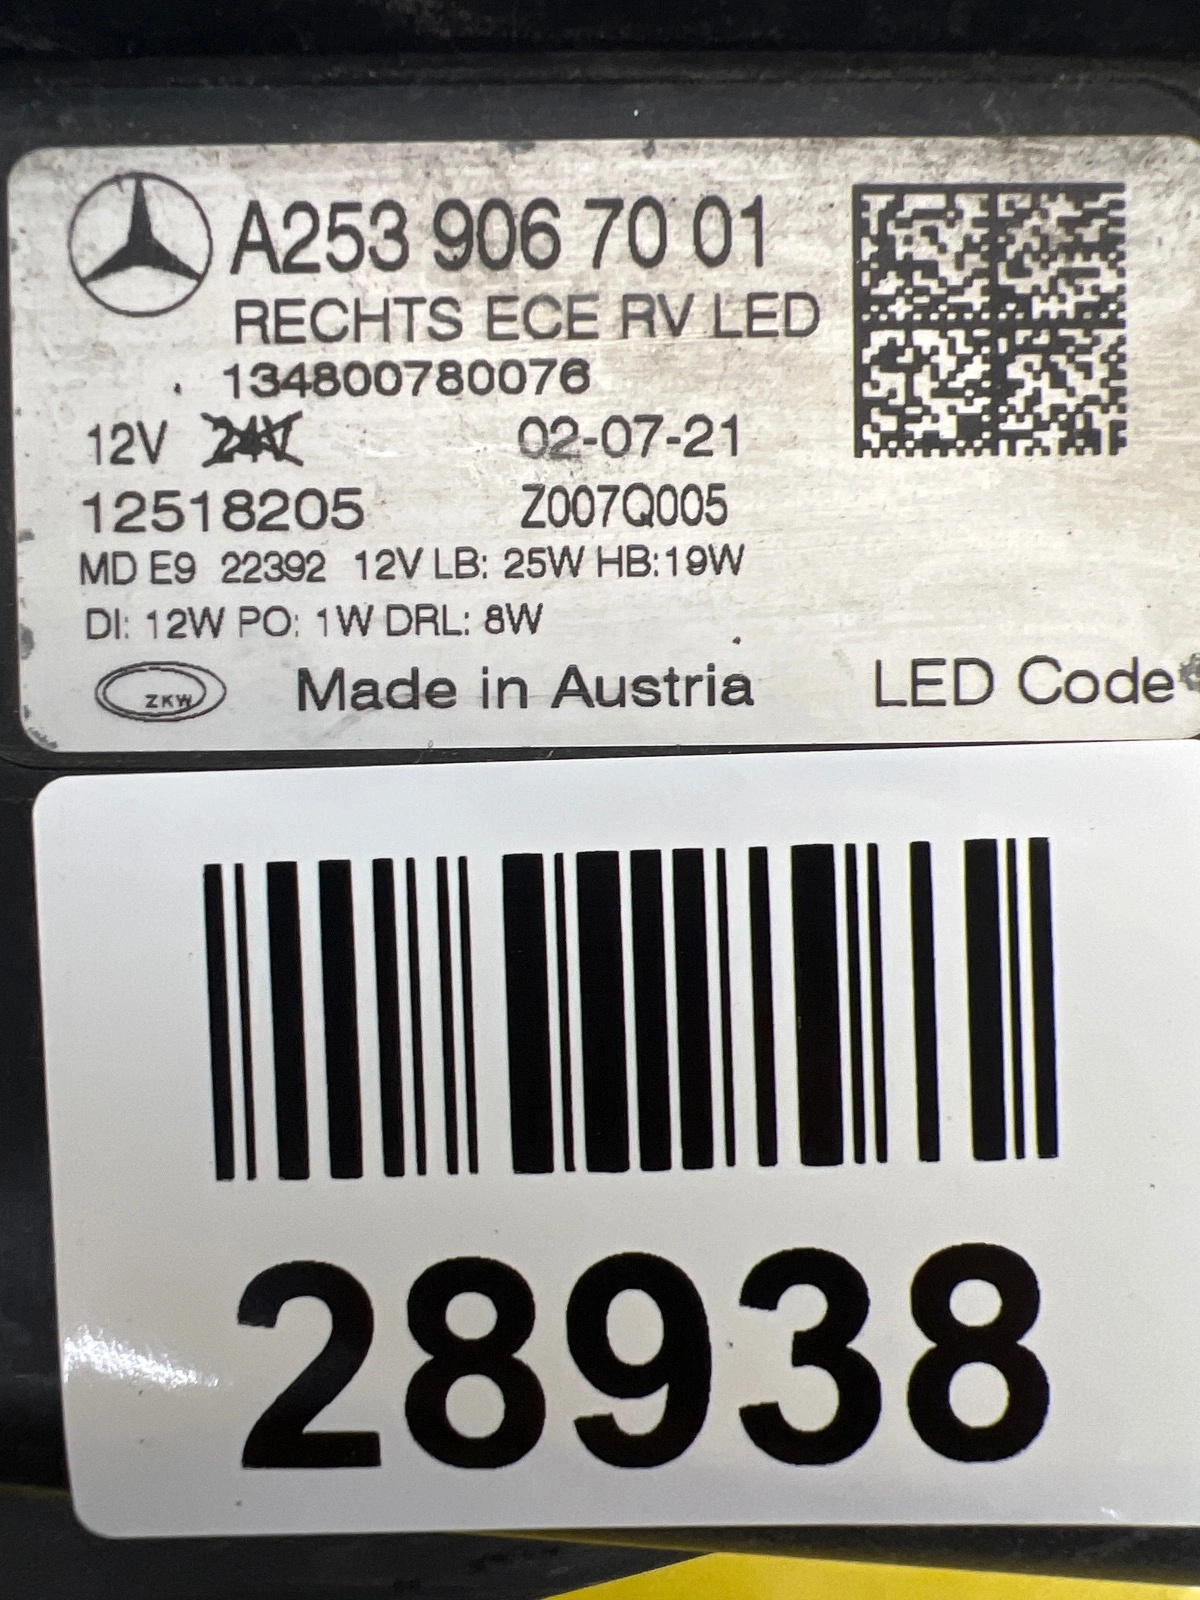 A253 906 70 01
RECHTS ECE RV LED
134800780076
12V 24V 02-07-21
12518205 Z007Q005
MD E9 22392 12V LB: 25W HB:19W
DI: 12W PO: 1W DRL: 8W
ZKW Made in Austria LED Code
28938